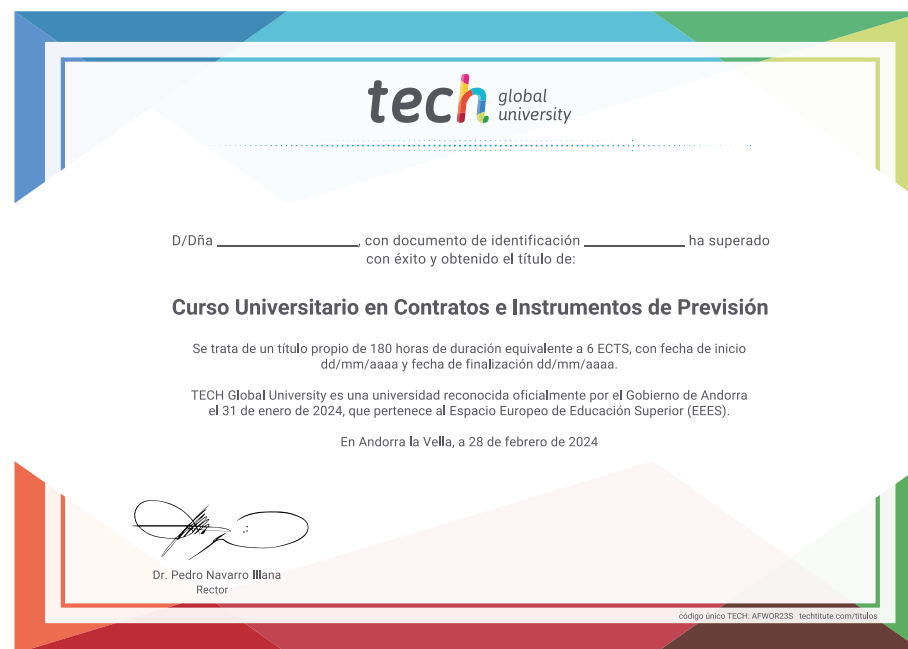 tech global university
D/Dña ____________________, con documento de identificación ______________ ha superado
con éxito y obtenido el título de:
Curso Universitario en Contratos e Instrumentos de Previsión
Se trata de un título propio de 180 horas de duración equivalente a 6 ECTS, con fecha de inicio
dd/mm/aaaa y fecha de finalización dd/mm/aaaa.
TECH Global University es una universidad reconocida oficialmente por el Gobierno de Andorra
el 31 de enero de 2024, que pertenece al Espacio Europeo de Educación Superior (EEES).
En Andorra la Vella, a 28 de febrero de 2024
Dr. Pedro Navarro Illana
Rector
código único TECH: AFWOR23S techtitute.com/titulos